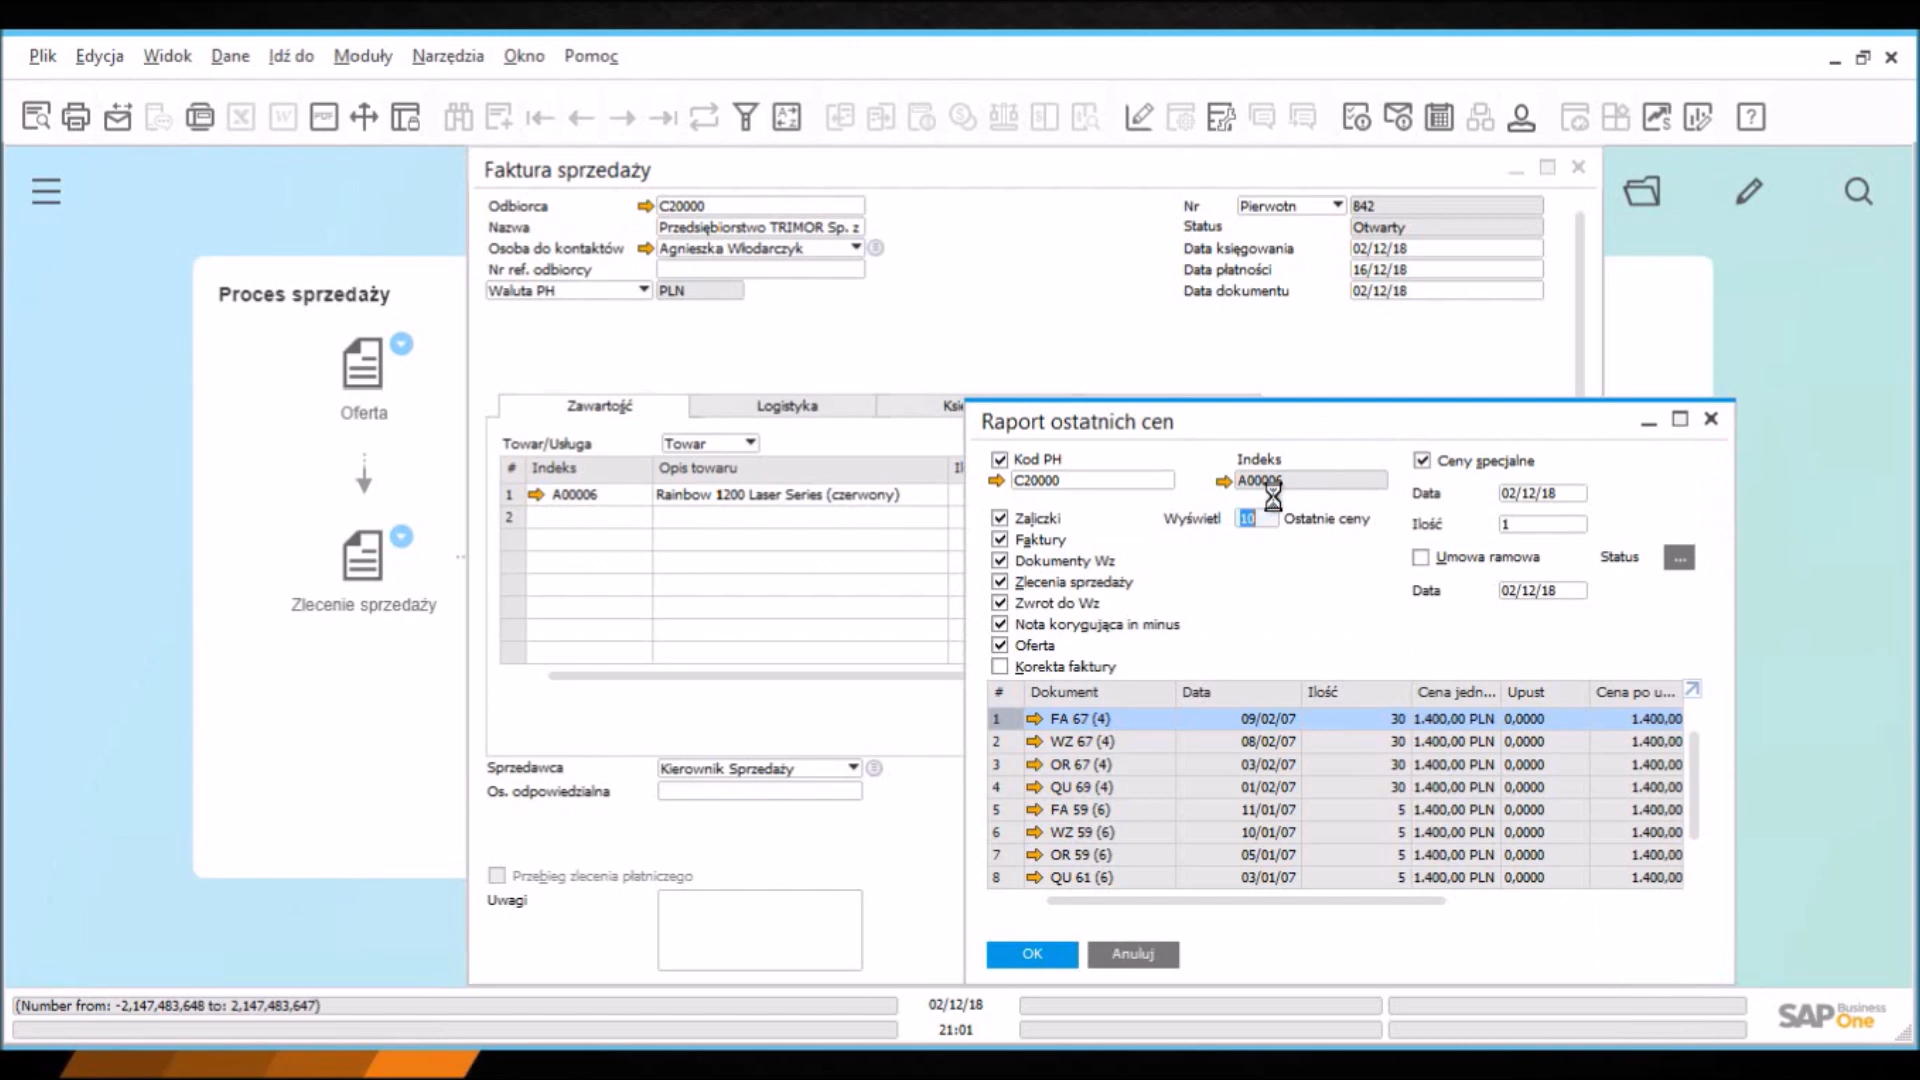 Plik Edycja Widok Dane Idź do Moduły Narzędzia Okno Pomoc
Proces sprzedaży
Oferta
Zlecenie sprzedaży
Faktura sprzedaży
Odbiorca C20000
Nazwa Przedsiębiorstwo TRIMOR Sp. z
Osoba do kontaktów Agnieszka Włodarczyk
Nr ref. odbiorcy
Waluta PH PLN
Nr Pierwotn 842
Status Otwarty
Data księgowania 02/12/18
Data płatności 16/12/18
Data dokumentu 02/12/18
Zawartość Logistyka
Towar/Usługa Towar
# Indeks Opis towaru
1 A00006 Rainbow 1200 Laser Series (czerwony)
2
Sprzedawca Kierownik Sprzedaży
Os. odpowiedzialna
Przebieg zlecenia płatniczego
Uwagi
Raport ostatnich cen
Kod PH Indeks Ceny specjalne
C20000 A00006 Data 02/12/18
Zaliczki Wyświetl 10 Ostatnie ceny Ilość 1
Faktury
Dokumenty Wz Umowa ramowa Status ...
Zlecenia sprzedaży Data 02/12/18
Zwrot do Wz
Nota korygująca in minus
Oferta
Korekta faktury
# Dokument Data Ilość Cena jedn... Upust Cena po u...
1 FA 67 (4) 09/02/07 30 1.400,00 PLN 0,0000 1.400,00
2 WZ 67 (4) 08/02/07 30 1.400,00 PLN 0,0000 1.400,00
3 OR 67 (4) 03/02/07 30 1.400,00 PLN 0,0000 1.400,00
4 QU 69 (4) 01/02/07 30 1.400,00 PLN 0,0000 1.400,00
5 FA 59 (6) 11/01/07 5 1.400,00 PLN 0,0000 1.400,00
6 WZ 59 (6) 10/01/07 5 1.400,00 PLN 0,0000 1.400,00
7 OR 59 (6) 05/01/07 5 1.400,00 PLN 0,0000 1.400,00
8 QU 61 (6) 03/01/07 5 1.400,00 PLN 0,0000 1.400,00
OK Anuluj
(Number from: -2,147,483,648 to: 2,147,483,647) 02/12/18
21:01
SAP Business One